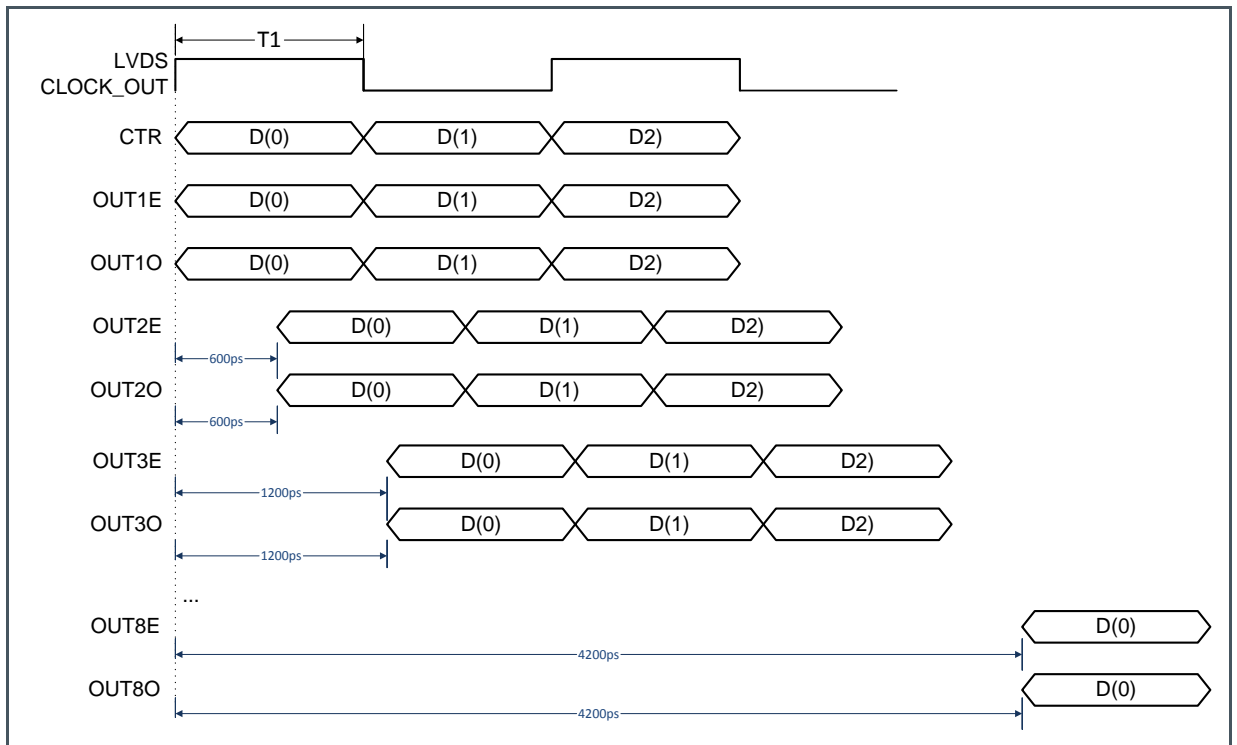 T1
LVDS
CLOCK_OUT
CTR D(0) D(1) D2)
OUT1E D(0) D(1) D2)
OUT1O D(0) D(1) D2)
OUT2E D(0) D(1) D2)
600ps
OUT2O D(0) D(1) D2)
600ps
OUT3E D(0) D(1) D2)
1200ps
OUT3O D(0) D(1) D2)
1200ps
...
OUT8E D(0)
4200ps
OUT8O D(0)
4200ps